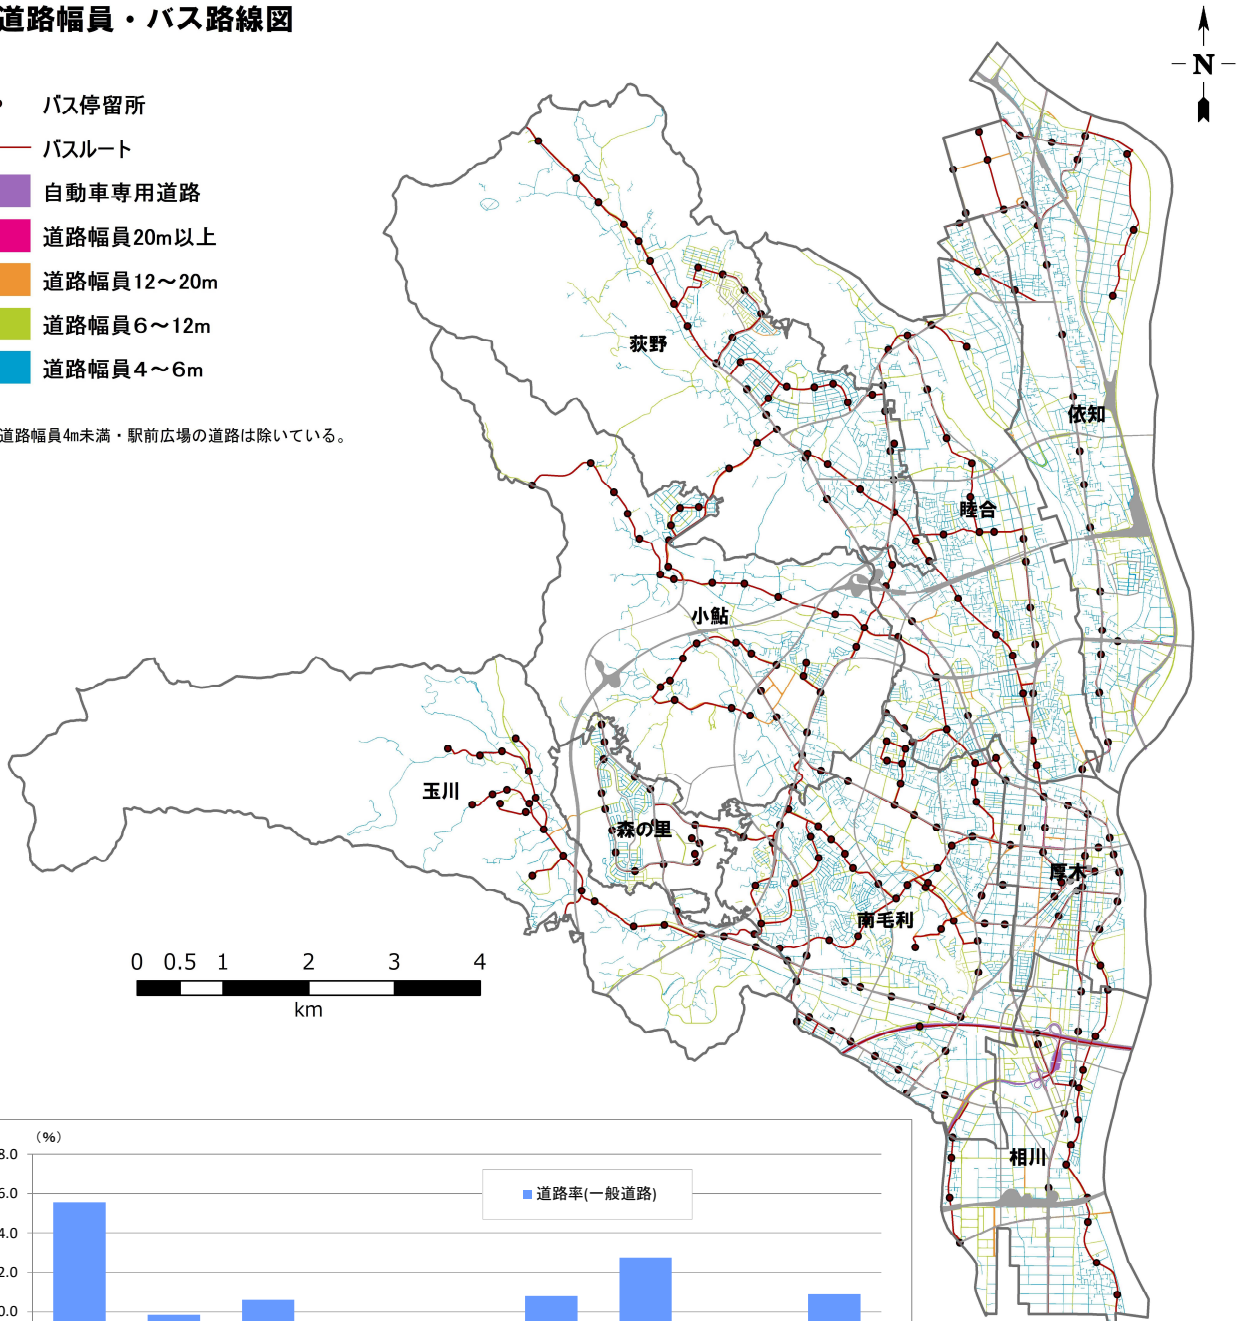 道路幅員・バス路線図
N
バス停留所
バスルート
自動車専用道路
道路幅員20m以上
道路幅員12～20m
道路幅員6～12m
道路幅員4～6m
道路幅員4m未満・駅前広場の道路は除いている。
荻野
依知
睦合
小鮎
玉川
森の里
厚木
南毛利
0 0.5 1 2 3 4
km
相川
(%)
8.0
6.0
4.0
2.0
0.0
道路率(一般道路)